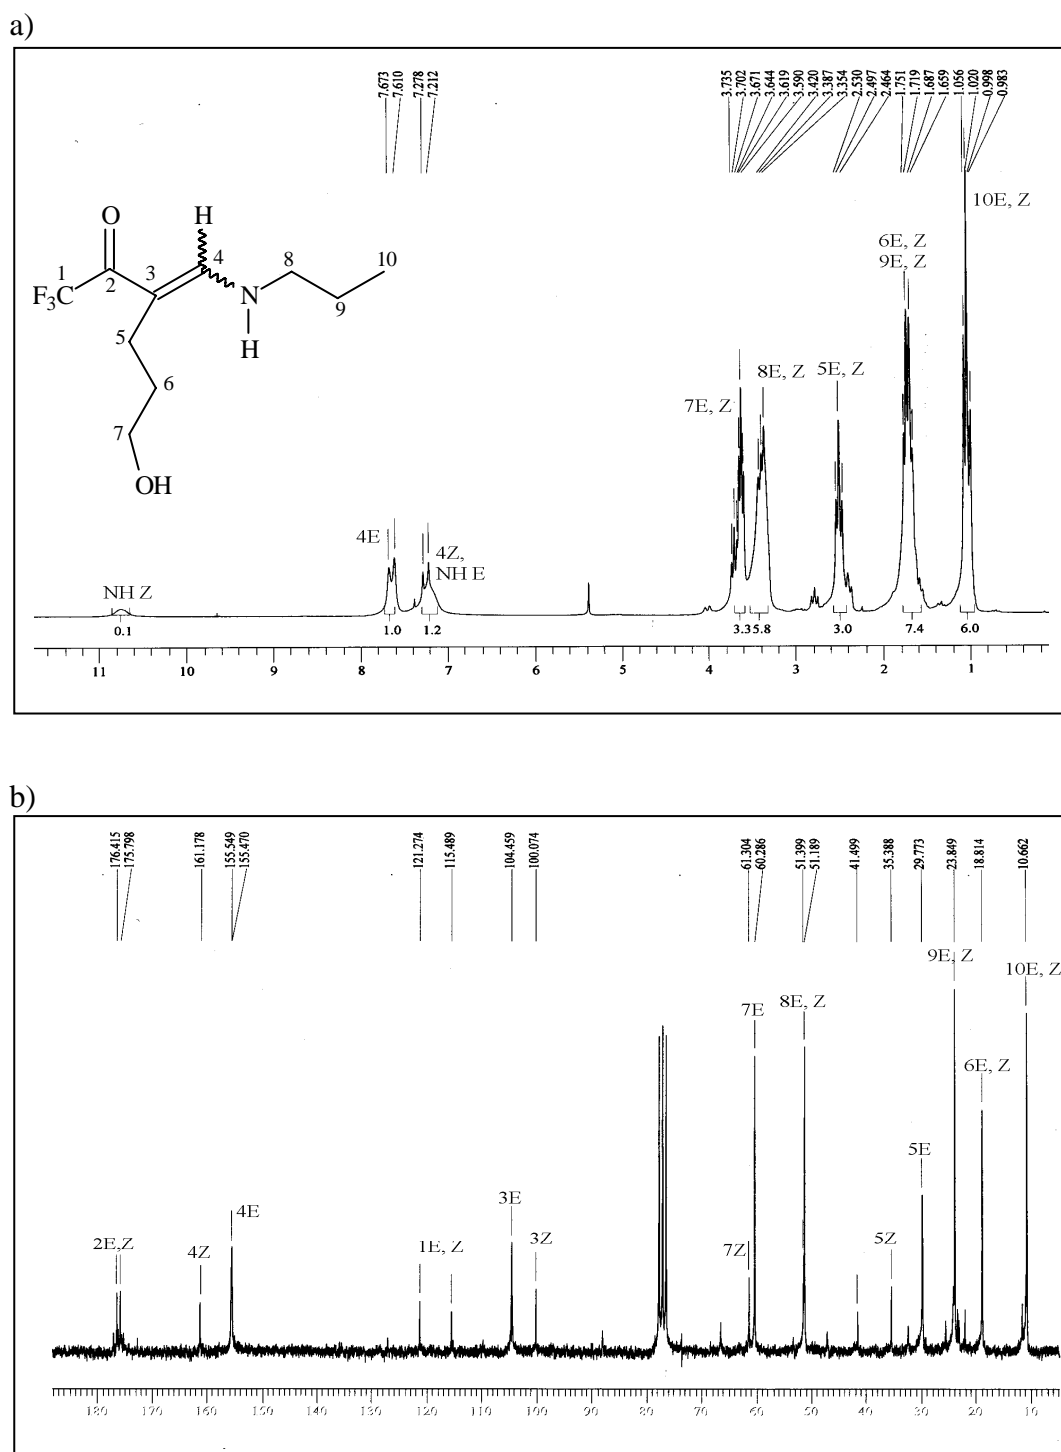 a)
7.673
7.610
7.278
7.212
3.735
3.702
3.671
3.644
3.619
3.590
3.420
3.387
3.354
2.530
2.497
2.464
1.751
1.719
1.687
1.659
1.056
1.020
0.998
0.983
O
H
1
2
3
4
8
10
F₃C
N
9
H
5
6
7
OH
10E, Z
6E, Z
9E, Z
8E, Z
5E, Z
7E, Z
4E
4Z,
NH E
NH Z
0.1
1.0
1.2
3.3
5.8
3.0
7.4
6.0
11 10 9 8 7 6 5 4 3 2 1
b)
176.415
175.798
161.178
155.549
155.470
121.274
115.489
104.459
100.074
61.304
60.286
51.399
51.189
41.499
35.388
29.773
23.849
18.814
10.662
9E, Z
10E, Z
8E, Z
7E
6E, Z
5E
3E
4E
2E,Z
4Z
1E, Z
3Z
7Z
5Z
180 170 160 150 140 130 120 110 100 90 80 70 60 50 40 30 20 10